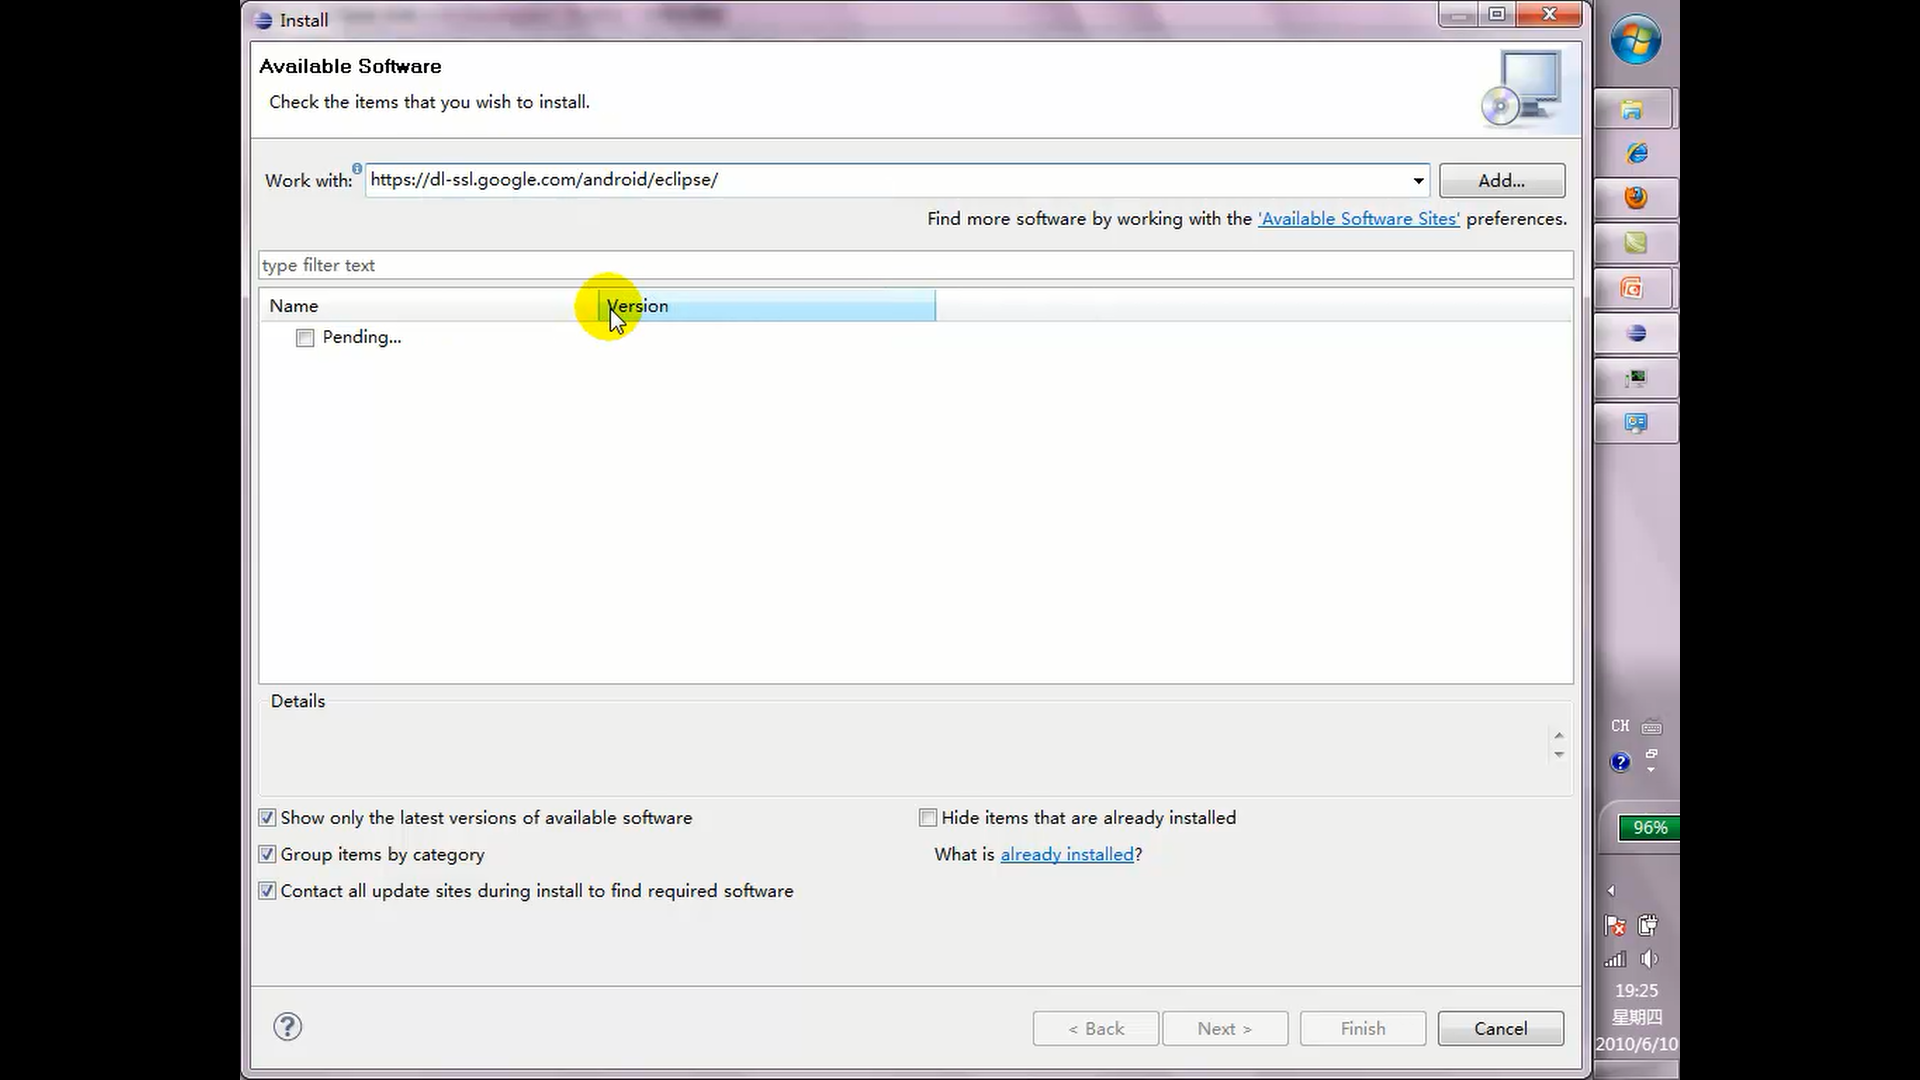 Install
Available Software
Check the items that you wish to install.
Work with: https://dl-ssl.google.com/android/eclipse/
Add...
Find more software by working with the 'Available Software Sites' preferences.
type filter text
Name Version
Pending...
Details
Show only the latest versions of available software
Hide items that are already installed
Group items by category
What is already installed?
Contact all update sites during install to find required software
< Back Next > Finish Cancel
CH
96%
19:25
星期四
2010/6/10